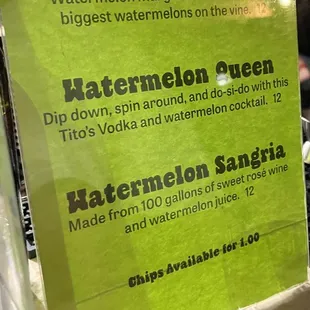 biggest watermelons on the vine. 12
Watermelon Queen
Dip down, spin around, and do-si-do with this
Tito's Vodka and watermelon cocktail. 12
Watermelon Sangria
Made from 100 gallons of sweet rosé wine
and watermelon juice. 12
Chips Available for 1.00